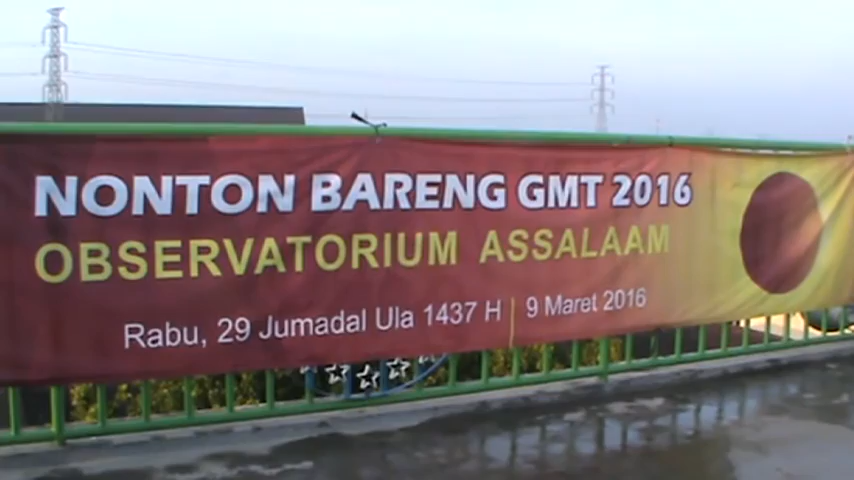 NONTON BARENG GMT 2016
OBSERVATORIUM ASSALAAM
Rabu, 29 Jumadal Ula 1437 H | 9 Maret 2016